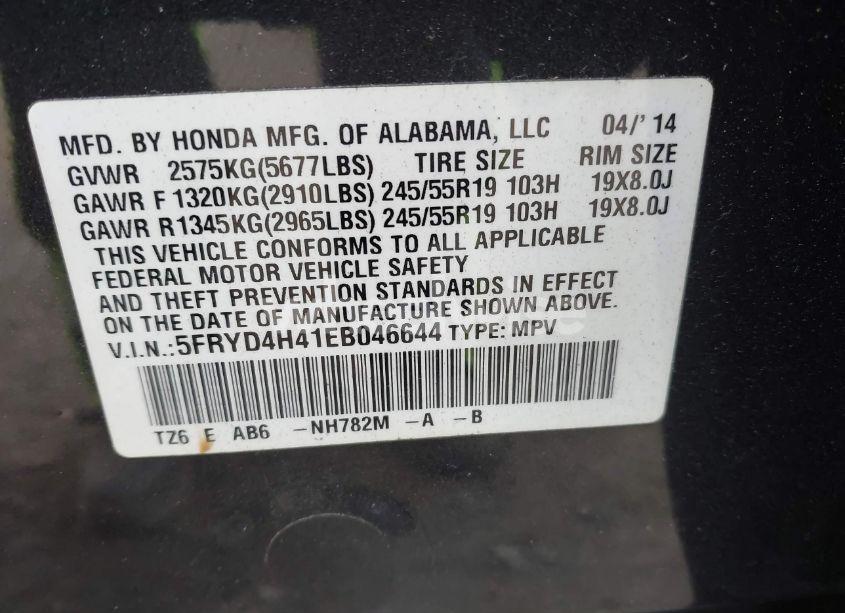 MFD. BY HONDA MFG. OF ALABAMA, LLC 04/' 14
GVWR 2575KG(5677LBS) TIRE SIZE RIM SIZE
GAWR F 1320KG(2910LBS) 245/55R19 103H 19X8.0J
GAWR R1345KG(2965LBS) 245/55R19 103H 19X8.0J
THIS VEHICLE CONFORMS TO ALL APPLICABLE
FEDERAL MOTOR VEHICLE SAFETY
AND THEFT PREVENTION STANDARDS IN EFFECT
ON THE DATE OF MANUFACTURE SHOWN ABOVE.
V.I.N.:5FRYD4H41EB046644 TYPE: MPV
TZ6 E AB6 -NH782M -A -B